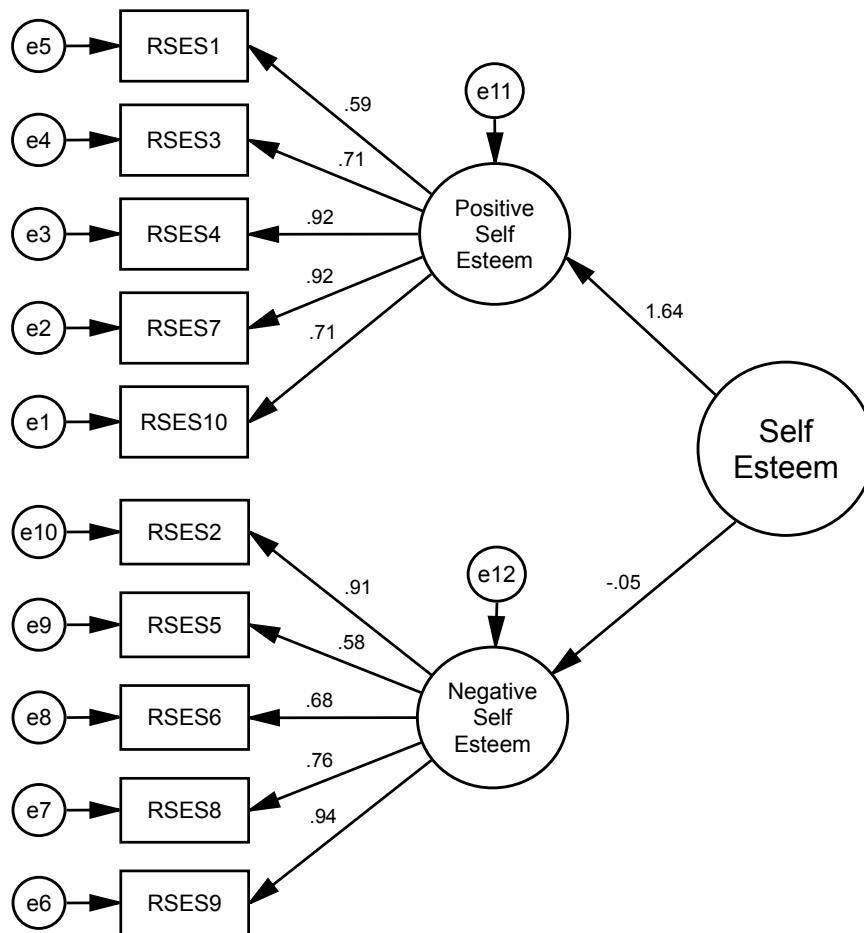 e5
RSES1
.59
e11
e4
RSES3
.71
Positive
Self
Esteem
e3
RSES4
.92
e2
RSES7
.92
1.64
e1
RSES10
.71
Self
Esteem
e10
RSES2
.91
e12
-.05
e9
RSES5
.58
e8
RSES6
.68
Negative
Self
Esteem
e7
RSES8
.76
e6
RSES9
.94